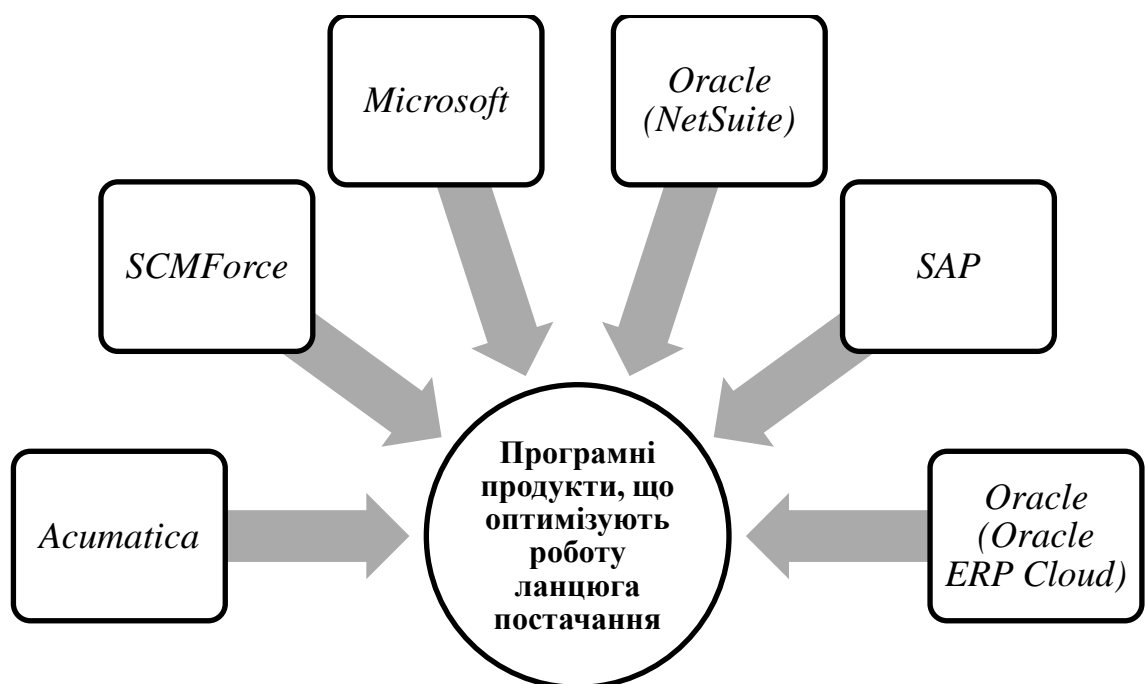 Microsoft
Oracle
(NetSuite)
SCMForce
SAP
Програмні
продукти, що
оптимізують
роботу
ланцюга
постачання
Acumatica
Oracle
(Oracle
ERP Cloud)